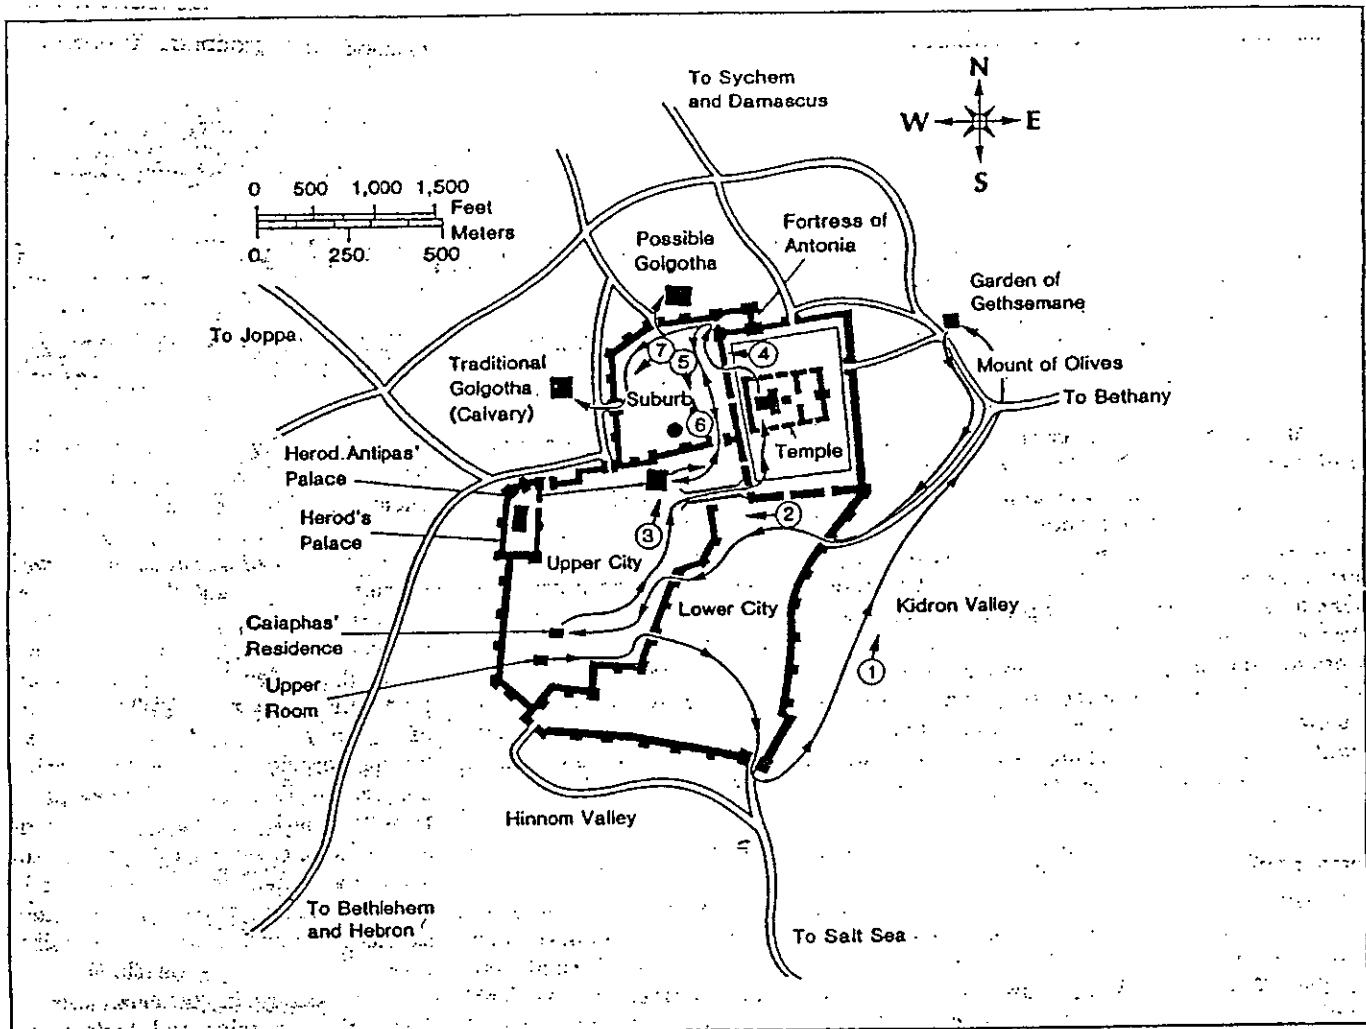 To Sychem
and Damascus
N
W
E
S
0 500 1,000 1,500
Feet
Meters
0 250 500
Possible
Golgotha
Fortress of
Antonia
Garden of
Gethsemane
To Joppa
Traditional
Golgotha
(Calvary)
7
5
4
Mount of Olives
To Bethany
Suburb
6
Temple
Herod Antipas'
Palace
Herod's
Palace
2
3
Upper City
Lower City
Kidron Valley
Caiaphas'
Residence
1
Upper
Room
Hinnom Valley
To Bethlehem
and Hebron
To Salt Sea